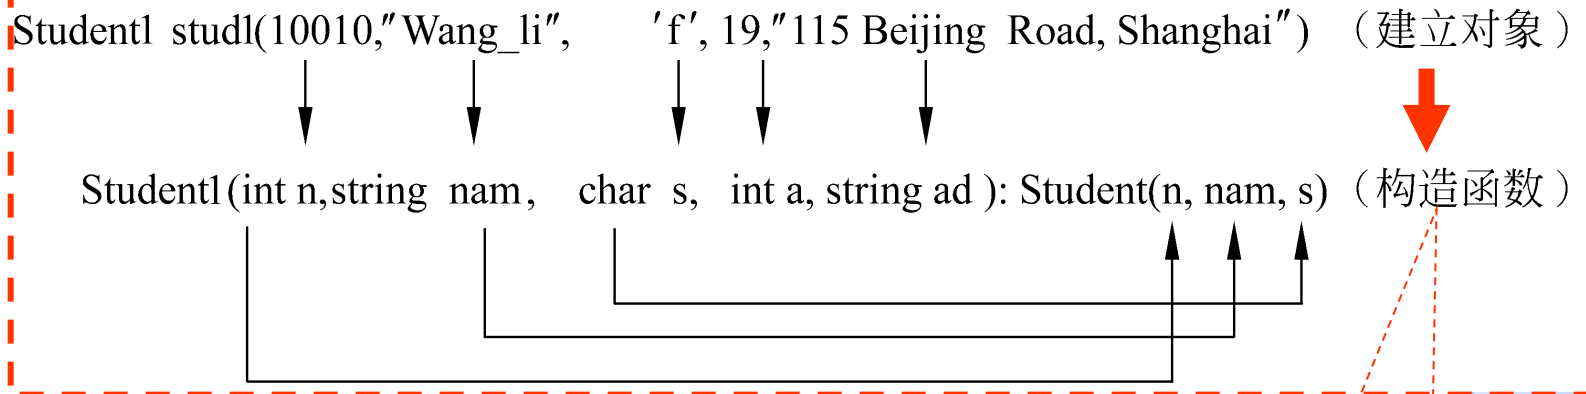 Student1 stud1(10010,″Wang_li″, ′f′, 19,″115 Beijing Road, Shanghai″) （建立对象）
Student1(int n,string nam, char s, int a, string ad ): Student(n, nam, s)（构造函数）